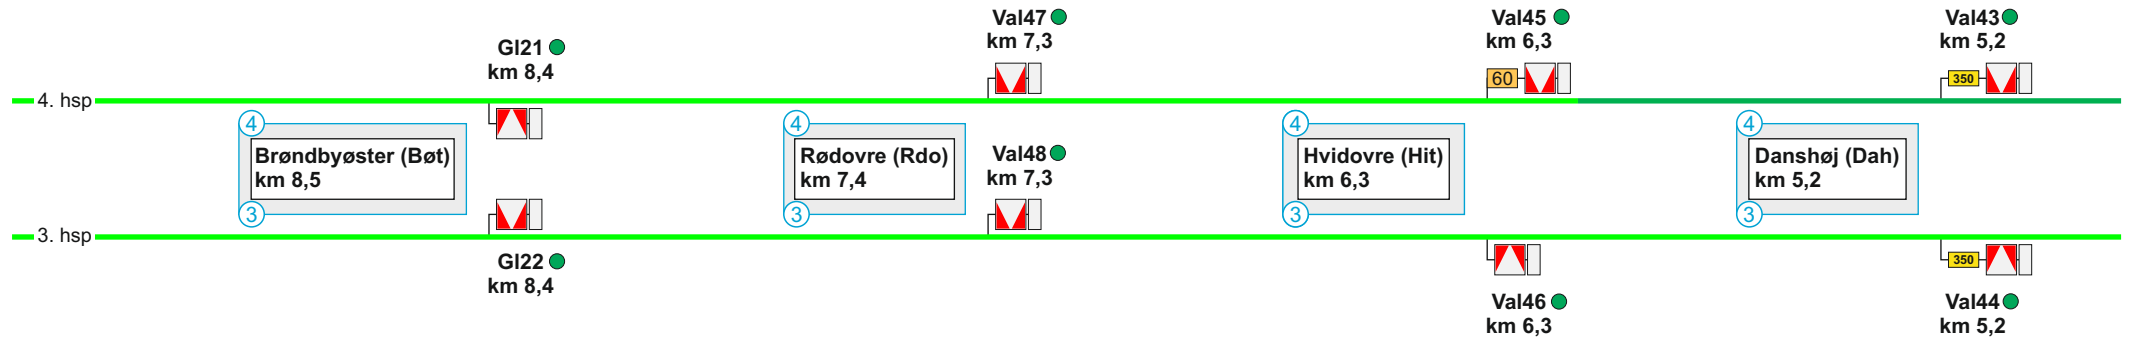 Val47
km 7,3
Val45
km 6,3
Val43
km 5,2
Gl21
km 8,4
60
350
4. hsp
4
Brøndbyøster (Bøt)
km 8,5
3
4
Rødovre (Rdo)
km 7,4
3
Val48
km 7,3
4
Hvidovre (Hit)
km 6,3
3
4
Danshøj (Dah)
km 5,2
3
3. hsp
Gl22
km 8,4
350
Val46
km 6,3
Val44
km 5,2